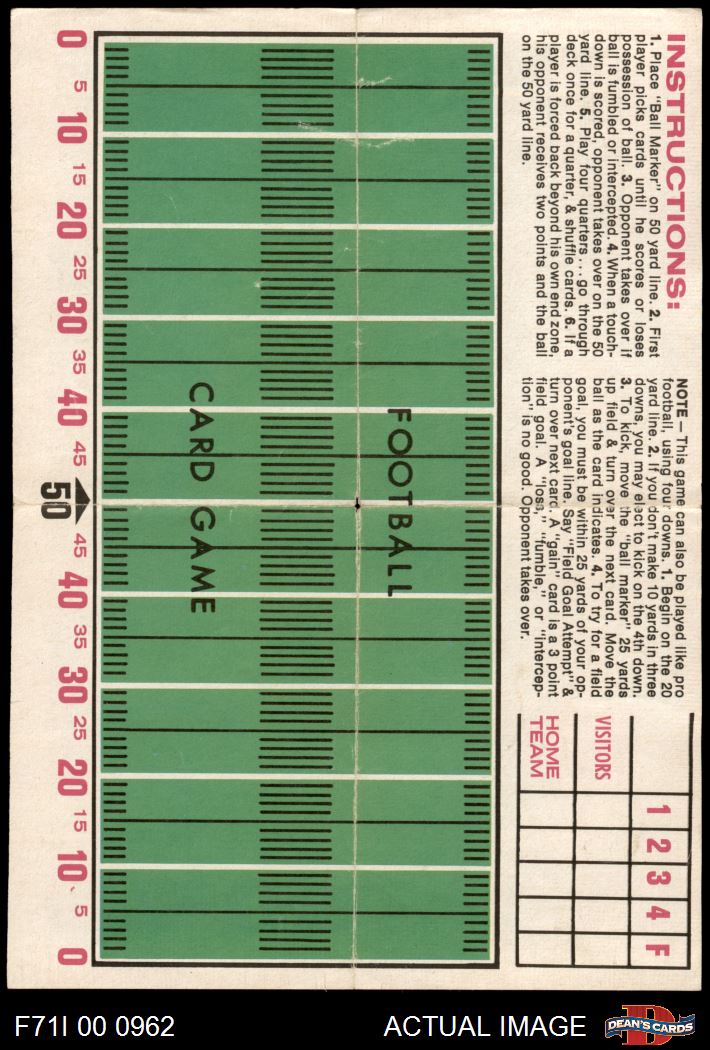 INSTRUCTIONS:
1. Place "Ball Marker" on 50 yard line. 2. First
player picks cards until he scores or loses
possession of ball. 3. Opponent takes over if
ball is fumbled or intercepted. 4. When a touch-
down is scored, opponent takes over on the 50
yard line. 5. Play four quarters...go through
deck once for a quarter, & shuffle cards. 6. If a
player is forced back beyond his own end zone,
his opponent receives two points and the ball
on the 50 yard line.
NOTE — This game can also be played like pro
football, using four downs. 1. Begin on the 20
yard line. 2. If you don't make 10 yards in three
downs, you may elect to kick on the 4th down.
3. To kick, move the "ball marker" 25 yards
up field & turn over the next card. Move the
ball as the card indicates. 4. To try for a field
goal, you must be within 25 yards of your op-
ponent's goal line. Say "Field Goal Attempt" &
turn over next card. A "gain" card is a 3 point
field goal. A "loss," "fumble," or "intercep-
tion" is no good. Opponent takes over.
1 2 3 4 F
VISITORS
HOME
TEAM
FOOTBALL
CARD GAME
0 5 10 15 20 25 30 35 40 45 50 45 40 35 30 25 20 15 10 5 0
F71I 00 0962
ACTUAL IMAGE
D
DEAN'S CARDS